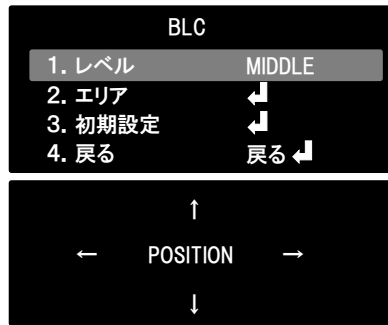 BLC
1. レベル MIDDLE
2. エリア ↲
3. 初期設定 ↲
4. 戻る 戻る ↲
↑
← POSITION →
↓